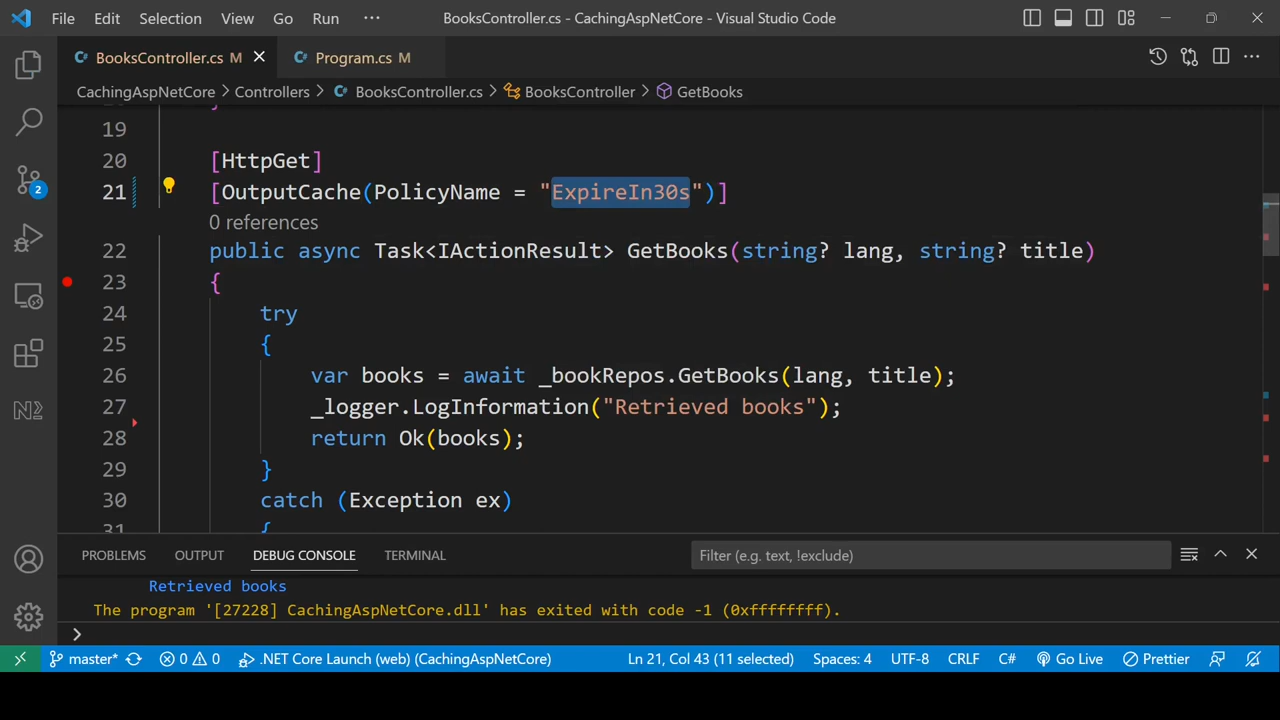 File Edit Selection View Go Run ··· BooksController.cs - CachingAspNetCore - Visual Studio Code
BooksController.cs M Program.cs M
CachingAspNetCore > Controllers > BooksController.cs > BooksController > GetBooks
19
20 [HttpGet]
21 [OutputCache(PolicyName = "ExpireIn30s")]
0 references
22 public async Task<IActionResult> GetBooks(string? lang, string? title)
23 {
24 try
25 {
26 var books = await _bookRepos.GetBooks(lang, title);
27 _logger.LogInformation("Retrieved books");
28 return Ok(books);
29 }
30 catch (Exception ex)
31 {
PROBLEMS OUTPUT DEBUG CONSOLE TERMINAL Filter (e.g. text, !exclude)
Retrieved books
The program '[27228] CachingAspNetCore.dll' has exited with code -1 (0xffffffff).
>
master* 0 0 .NET Core Launch (web) (CachingAspNetCore) Ln 21, Col 43 (11 selected) Spaces: 4 UTF-8 CRLF C# Go Live Prettier
2